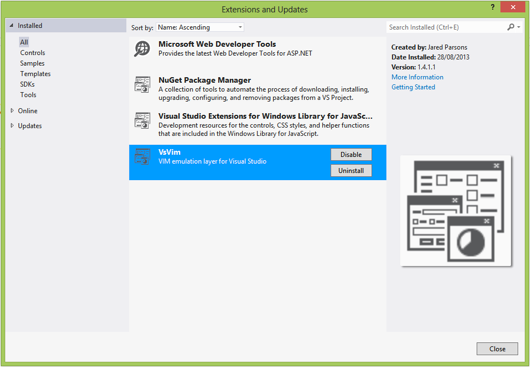 Extensions and Updates
?
Installed
All
Controls
Samples
Templates
SDKs
Tools
Online
Updates
Sort by: Name: Ascending
Microsoft Web Developer Tools
Provides the latest Web Developer Tools for ASP.NET
NuGet Package Manager
A collection of tools to automate the process of downloading, installing,
upgrading, configuring, and removing packages from a VS Project.
Visual Studio Extensions for Windows Library for JavaSc...
Development resources for the controls, CSS styles, and helper functions
that are included in the Windows Library for JavaScript.
VsVim
VIM emulation layer for Visual Studio
Disable
Uninstall
Search Installed (Ctrl+E)
Created by: Jared Parsons
Date Installed: 28/08/2013
Version: 1.4.1.1
More Information
Getting Started
Close